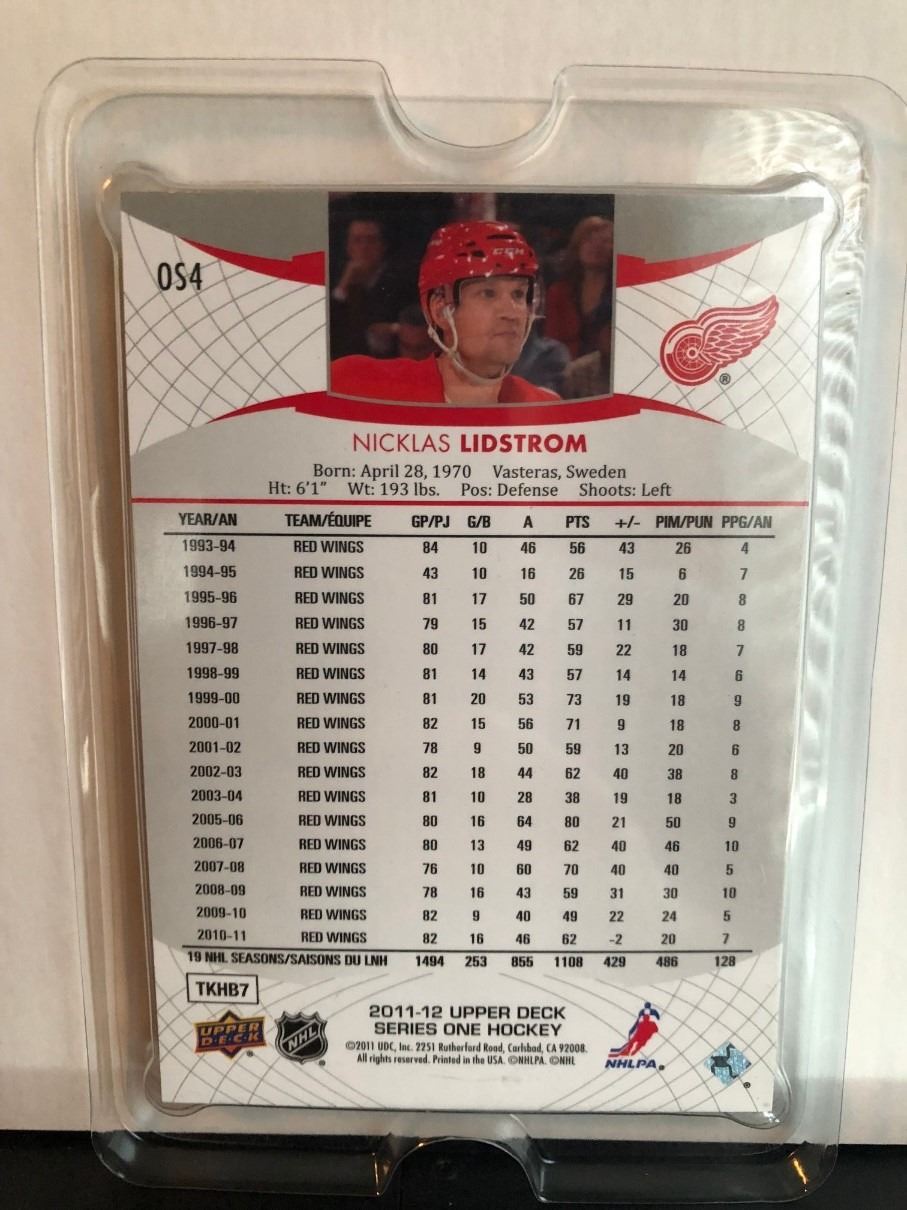 CCM
OS4
®
NICKLAS LIDSTROM
Born: April 28, 1970 Vasteras, Sweden
Ht: 6'1" Wt: 193 lbs. Pos: Defense Shoots: Left
YEAR/AN TEAM/ÉQUIPE GP/PJ G/B A PTS +/- PIM/PUN PPG/AN
1993-94 RED WINGS 84 10 46 56 43 26 4
1994-95 RED WINGS 43 10 16 26 15 6 7
1995-96 RED WINGS 81 17 50 67 29 20 8
1996-97 RED WINGS 79 15 42 57 11 30 8
1997-98 RED WINGS 80 17 42 59 22 18 7
1998-99 RED WINGS 81 14 43 57 14 14 6
1999-00 RED WINGS 81 20 53 73 19 18 9
2000-01 RED WINGS 82 15 56 71 9 18 8
2001-02 RED WINGS 78 9 50 59 13 20 6
2002-03 RED WINGS 82 18 44 62 40 38 8
2003-04 RED WINGS 81 10 28 38 19 18 3
2005-06 RED WINGS 80 16 64 80 21 50 9
2006-07 RED WINGS 80 13 49 62 40 46 10
2007-08 RED WINGS 76 10 60 70 40 40 5
2008-09 RED WINGS 78 16 43 59 31 30 10
2009-10 RED WINGS 82 9 40 49 22 24 5
2010-11 RED WINGS 82 16 46 62 -2 20 7
19 NHL SEASONS/SAISONS DU LNH 1494 253 855 1108 429 486 128
TKHB7
UPPER DECK®
NHL®
2011-12 UPPER DECK
SERIES ONE HOCKEY
©2011 UDC, Inc. 2251 Rutherford Road, Carlsbad, CA 92008.
All rights reserved. Printed in the USA. ©NHLPA. ©NHL
NHLPA®
®